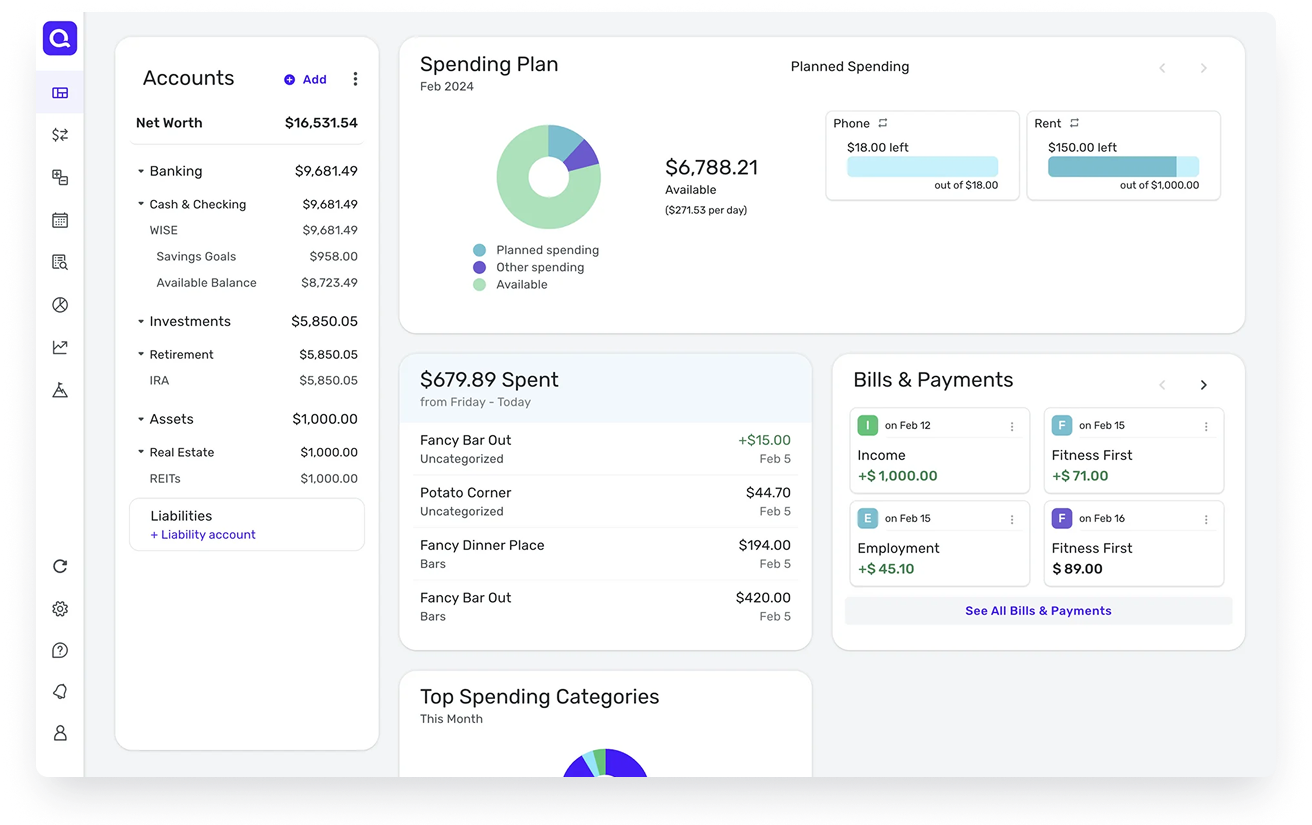 Accounts
Add
Net Worth $16,531.54
Banking $9,681.49
Cash & Checking $9,681.49
WISE $9,681.49
Savings Goals $958.00
Available Balance $8,723.49
Investments $5,850.05
Retirement $5,850.05
IRA $5,850.05
Assets $1,000.00
Real Estate $1,000.00
REITs $1,000.00
Liabilities
+ Liability account
Spending Plan
Feb 2024
$6,788.21
Available
($271.53 per day)
Planned spending
Other spending
Available
Planned Spending
Phone
$18.00 left
out of $18.00
Rent
$150.00 left
out of $1,000.00
$679.89 Spent
from Friday - Today
Fancy Bar Out +$15.00
Uncategorized Feb 5
Potato Corner $44.70
Uncategorized Feb 5
Fancy Dinner Place $194.00
Bars Feb 5
Fancy Bar Out $420.00
Bars Feb 5
Bills & Payments
I on Feb 12
Income
+$ 1,000.00
F on Feb 15
Fitness First
+$ 71.00
E on Feb 15
Employment
+$ 45.10
F on Feb 16
Fitness First
$ 89.00
See All Bills & Payments
Top Spending Categories
This Month